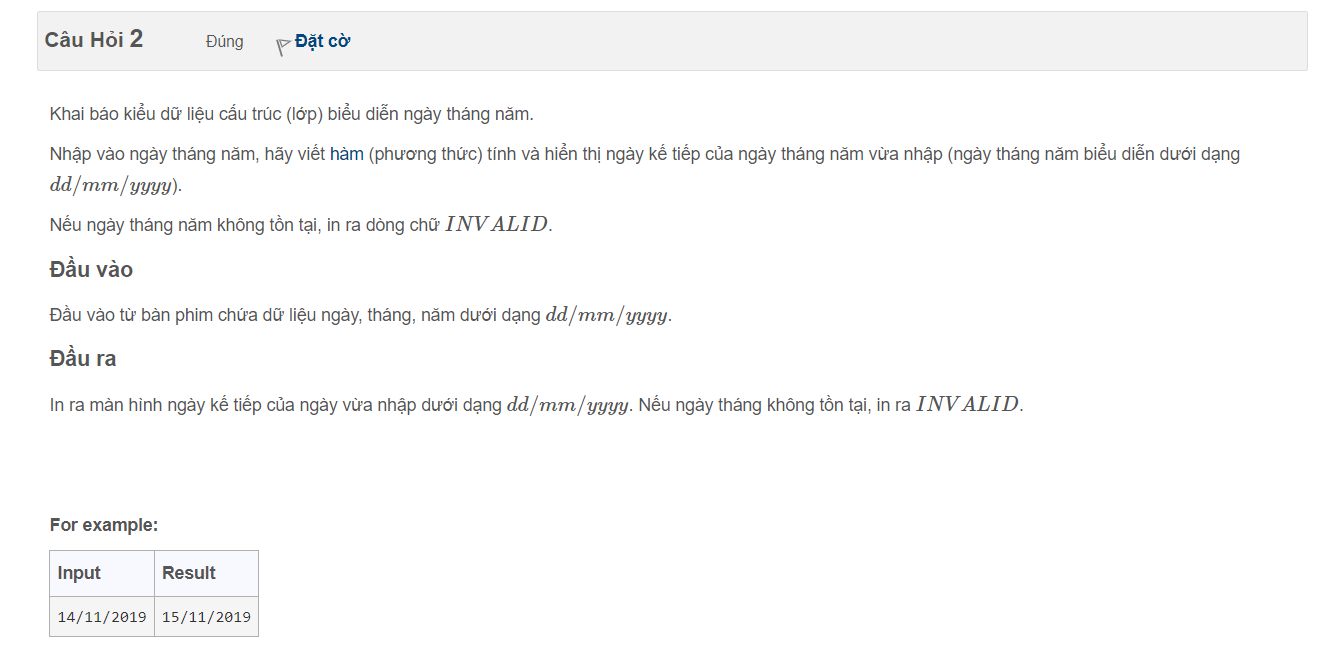 Câu Hỏi 2 Đúng Đặt cờ
Khai báo kiểu dữ liệu cấu trúc (lớp) biểu diễn ngày tháng năm.
Nhập vào ngày tháng năm, hãy viết hàm (phương thức) tính và hiển thị ngày kế tiếp của ngày tháng năm vừa nhập (ngày tháng năm biểu diễn dưới dạng
dd/mm/yyyy).
Nếu ngày tháng năm không tồn tại, in ra dòng chữ INVALID.
Đầu vào
Đầu vào từ bàn phim chứa dữ liệu ngày, tháng, năm dưới dạng dd/mm/yyyy.
Đầu ra
In ra màn hình ngày kế tiếp của ngày vừa nhập dưới dạng dd/mm/yyyy. Nếu ngày tháng không tồn tại, in ra INVALID.
For example:
Input Result
14/11/2019 15/11/2019